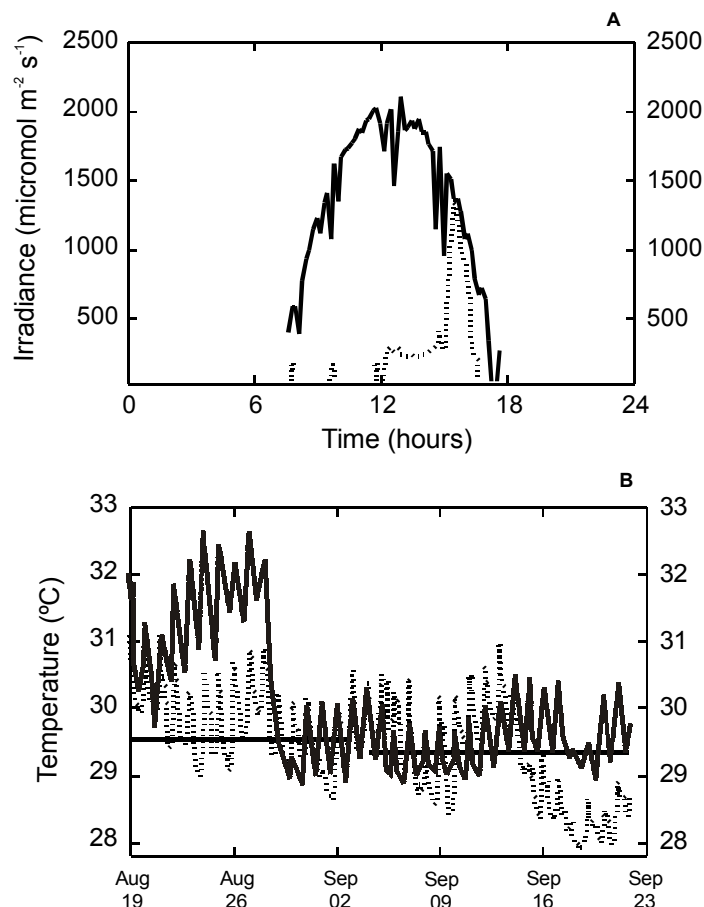 A
Irradiance (micromol m⁻² s⁻¹)
2500 2500
2000 2000
1500 1500
1000 1000
500 500
0 6 12 18 24
Time (hours)
B
Temperature (ºC)
33 33
32 32
31 31
30 30
29 29
28 28
Aug Aug Sep Sep Sep Sep
19 26 02 09 16 23